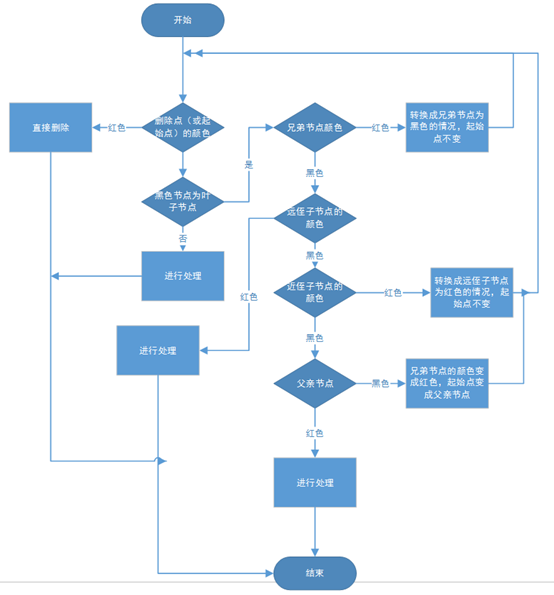 开始
删除点（或起
始点）的颜色
红色
直接删除
兄弟节点颜色
红色
转换成兄弟节点为
黑色的情况，起始
点不变
是
黑色节点为叶
子节点
黑色
否
远侄子节点的
颜色
进行处理
黑色
红色
近侄子节点的
颜色
红色
转换成远侄子节点
为红色的情况，起
始点不变
进行处理
黑色
父亲节点
黑色
兄弟节点的颜色变
成红色，起始点变
成父亲节点
红色
进行处理
结束